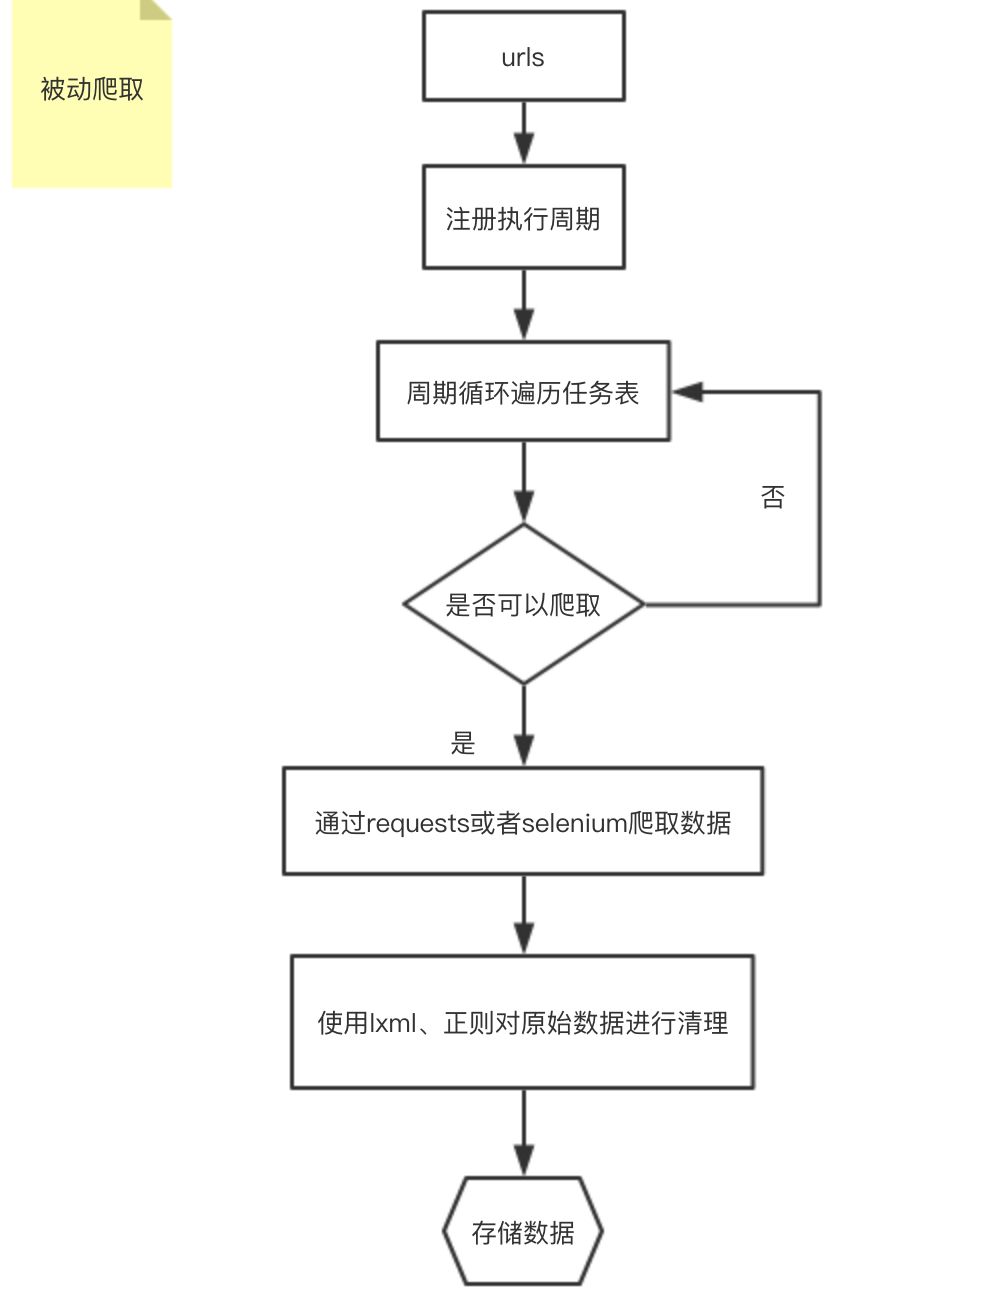 被动爬取
urls
注册执行周期
周期循环遍历任务表
否
是否可以爬取
是
通过requests或者selenium爬取数据
使用lxml、正则对原始数据进行清理
存储数据